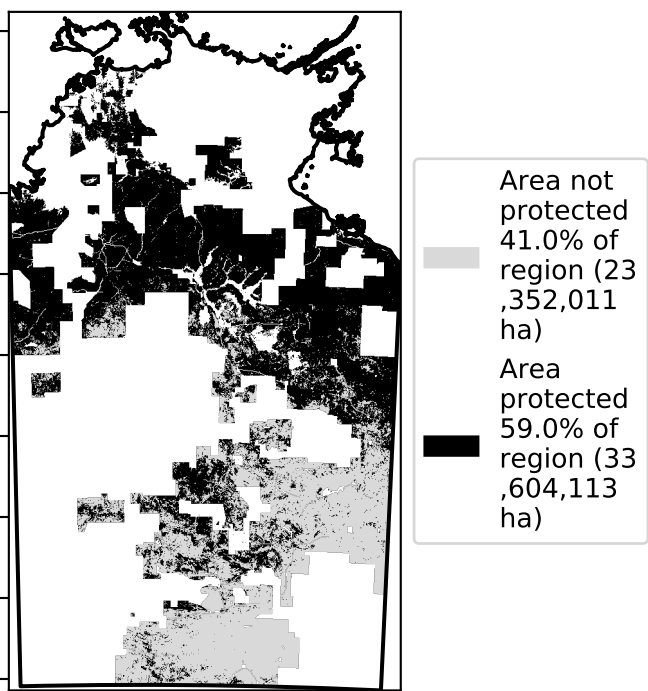 Area not
protected
41.0% of
region (23
,352,011
ha)
Area
protected
59.0% of
region (33
,604,113
ha)